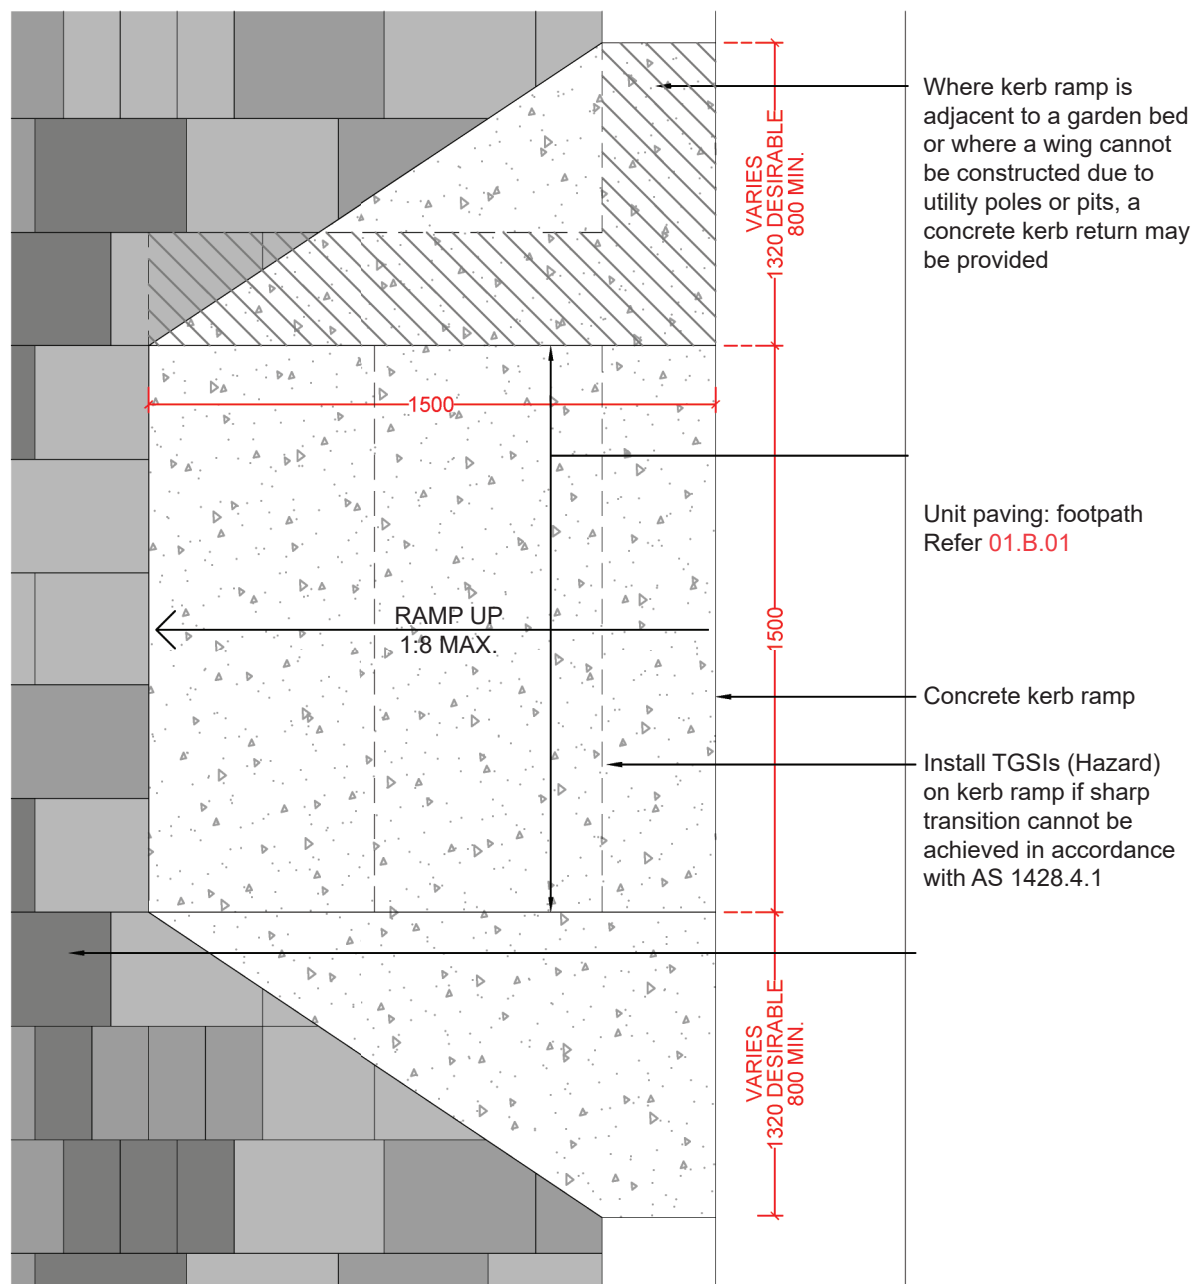 Where kerb ramp is
adjacent to a garden bed
or where a wing cannot
be constructed due to
utility poles or pits, a
concrete kerb return may
be provided
VARIES
1320 DESIRABLE
800 MIN.
1500
Unit paving: footpath
Refer 01.B.01
RAMP UP
1:8 MAX.
1500
Concrete kerb ramp
Install TGSIs (Hazard)
on kerb ramp if sharp
transition cannot be
achieved in accordance
with AS 1428.4.1
VARIES
1320 DESIRABLE
800 MIN.